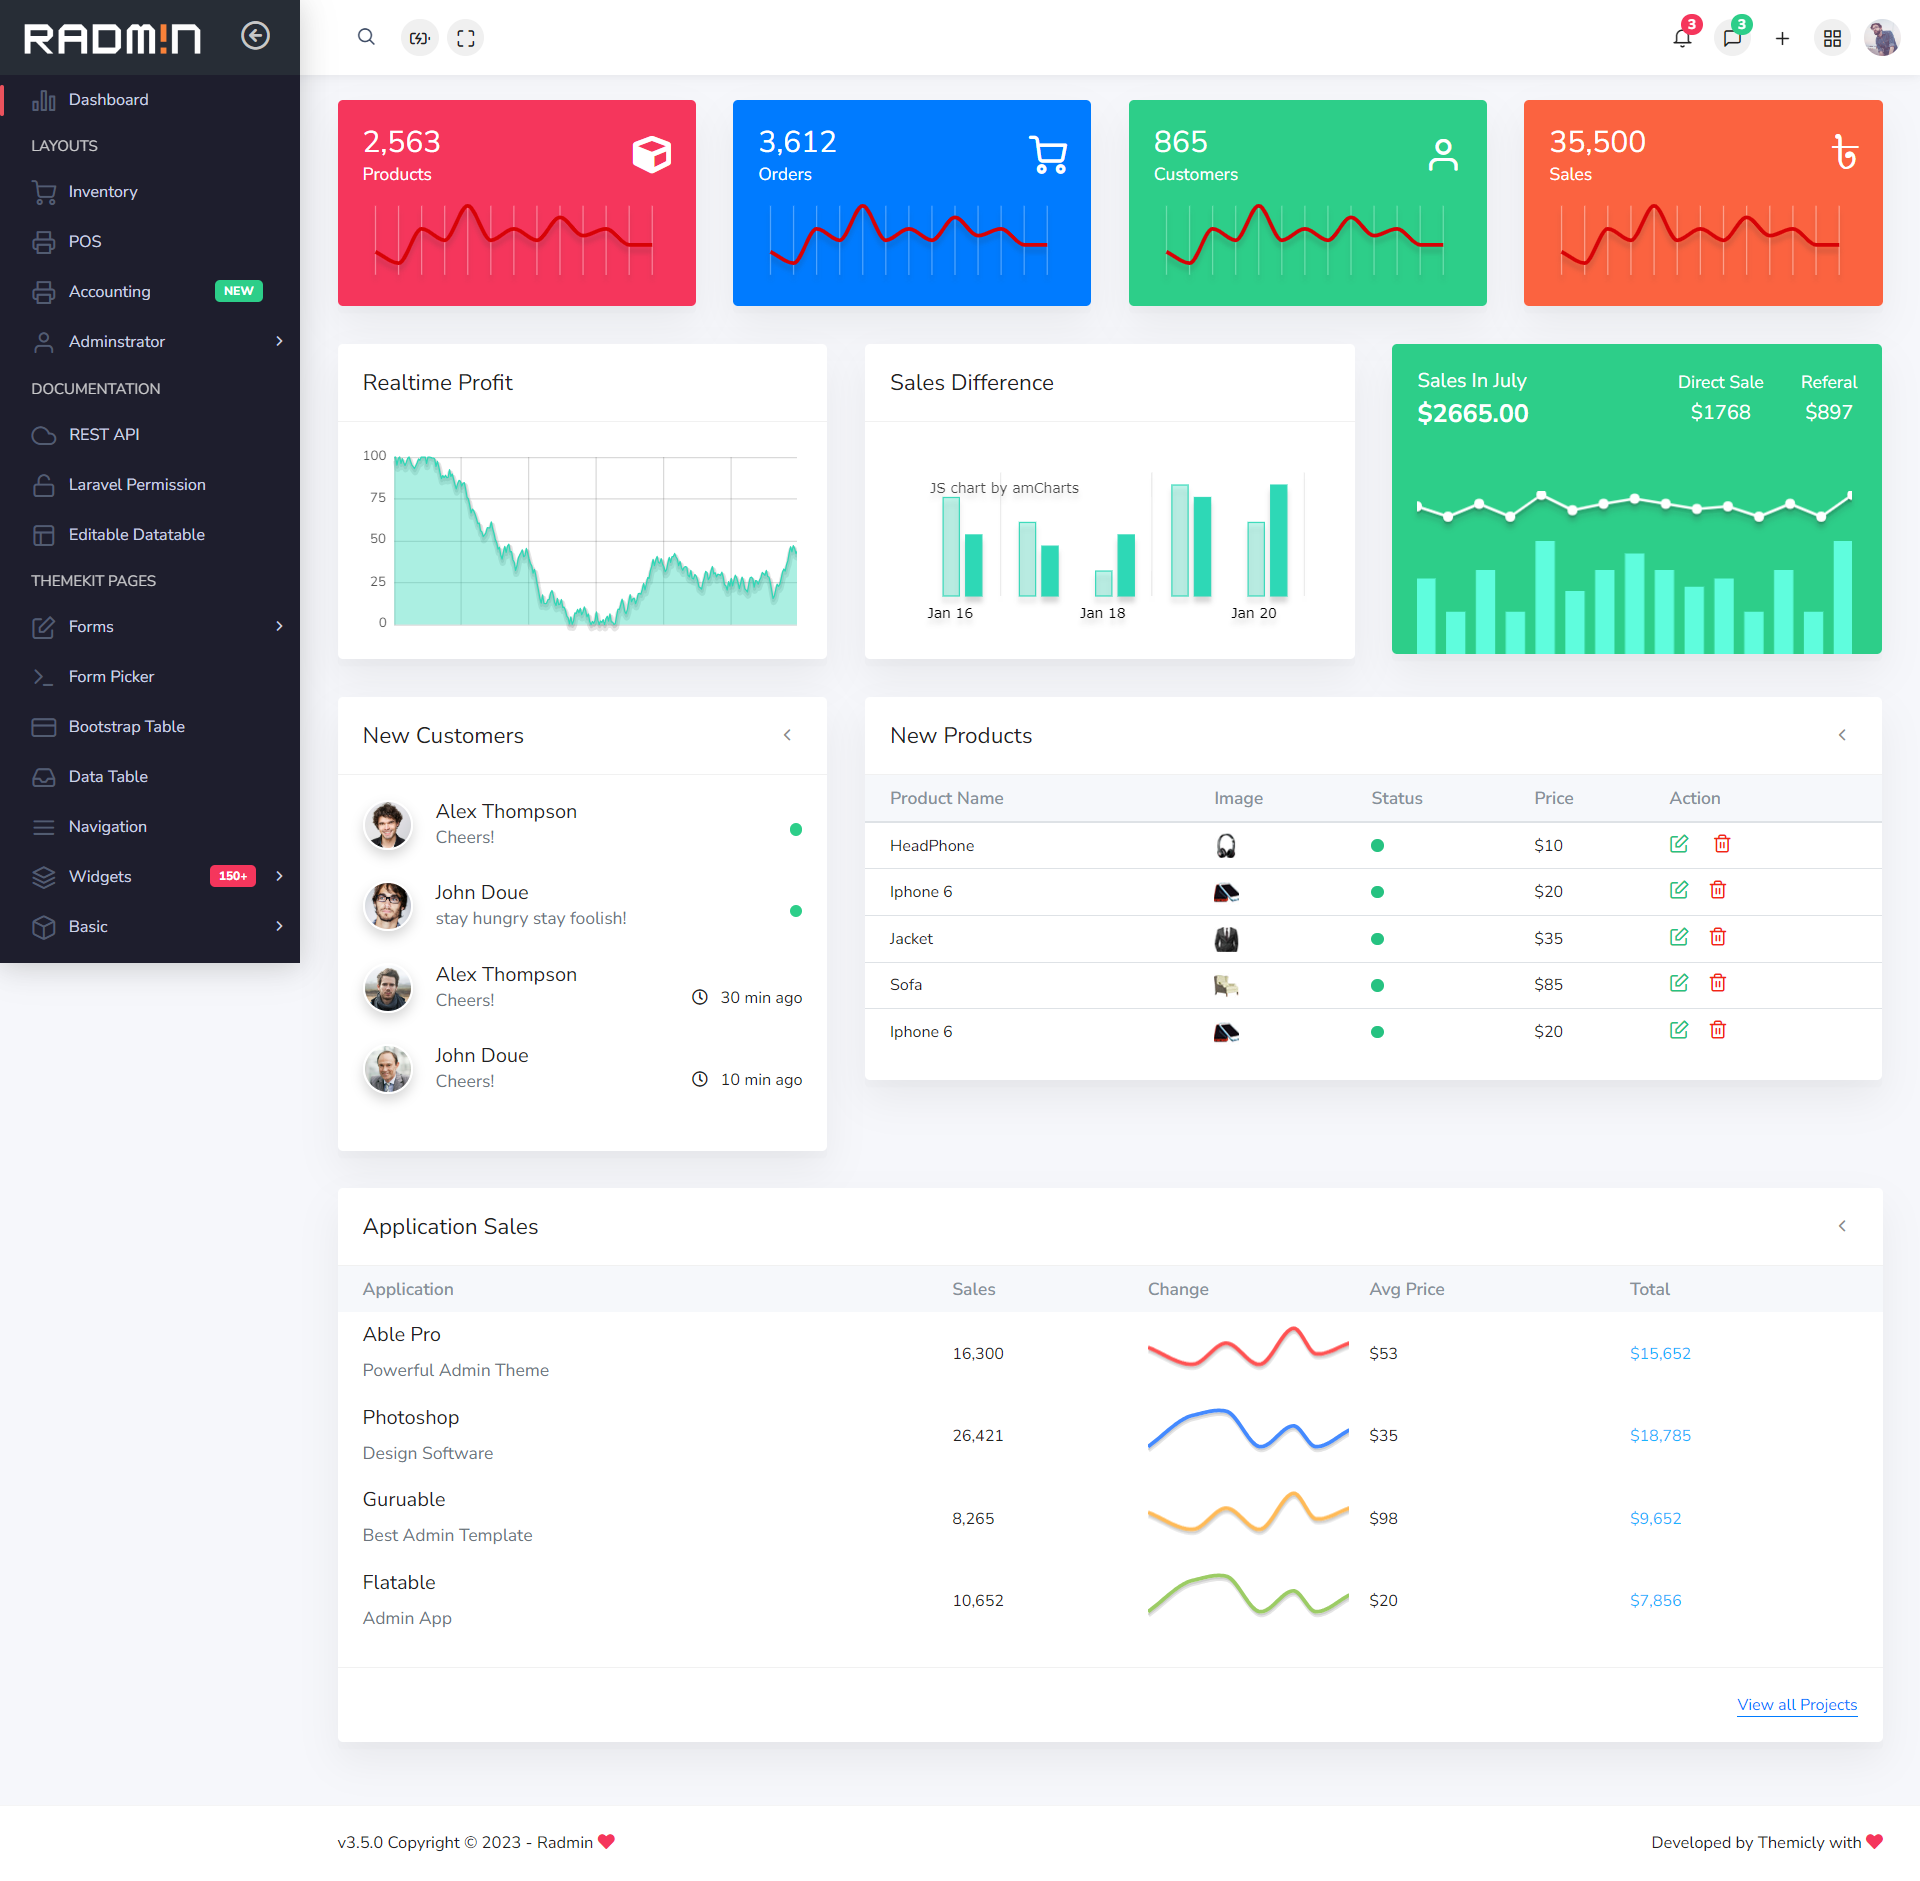 RADM!N
3
3
Dashboard
LAYOUTS
Inventory
POS
Accounting NEW
Adminstrator
DOCUMENTATION
REST API
Laravel Permission
Editable Datatable
THEMEKIT PAGES
Forms
Form Picker
Bootstrap Table
Data Table
Navigation
Widgets 150+
Basic
2,563
Products
3,612
Orders
865
Customers
35,500
৳
Sales
Realtime Profit
100
75
50
25
0
Sales Difference
JS chart by amCharts
Jan 16 Jan 18 Jan 20
Sales In July
$2665.00
Direct Sale
$1768
Referal
$897
New Customers
Alex Thompson
Cheers!
John Doue
stay hungry stay foolish!
Alex Thompson
Cheers!
30 min ago
John Doue
Cheers!
10 min ago
New Products
Product Name Image Status Price Action
HeadPhone $10
Iphone 6 $20
Jacket $35
Sofa $85
Iphone 6 $20
Application Sales
Application Sales Change Avg Price Total
Able Pro
Powerful Admin Theme
16,300 $53 $15,652
Photoshop
Design Software
26,421 $35 $18,785
Guruable
Best Admin Template
8,265 $98 $9,652
Flatable
Admin App
10,652 $20 $7,856
View all Projects
v3.5.0 Copyright © 2023 - Radmin ❤
Developed by Themicly with ❤